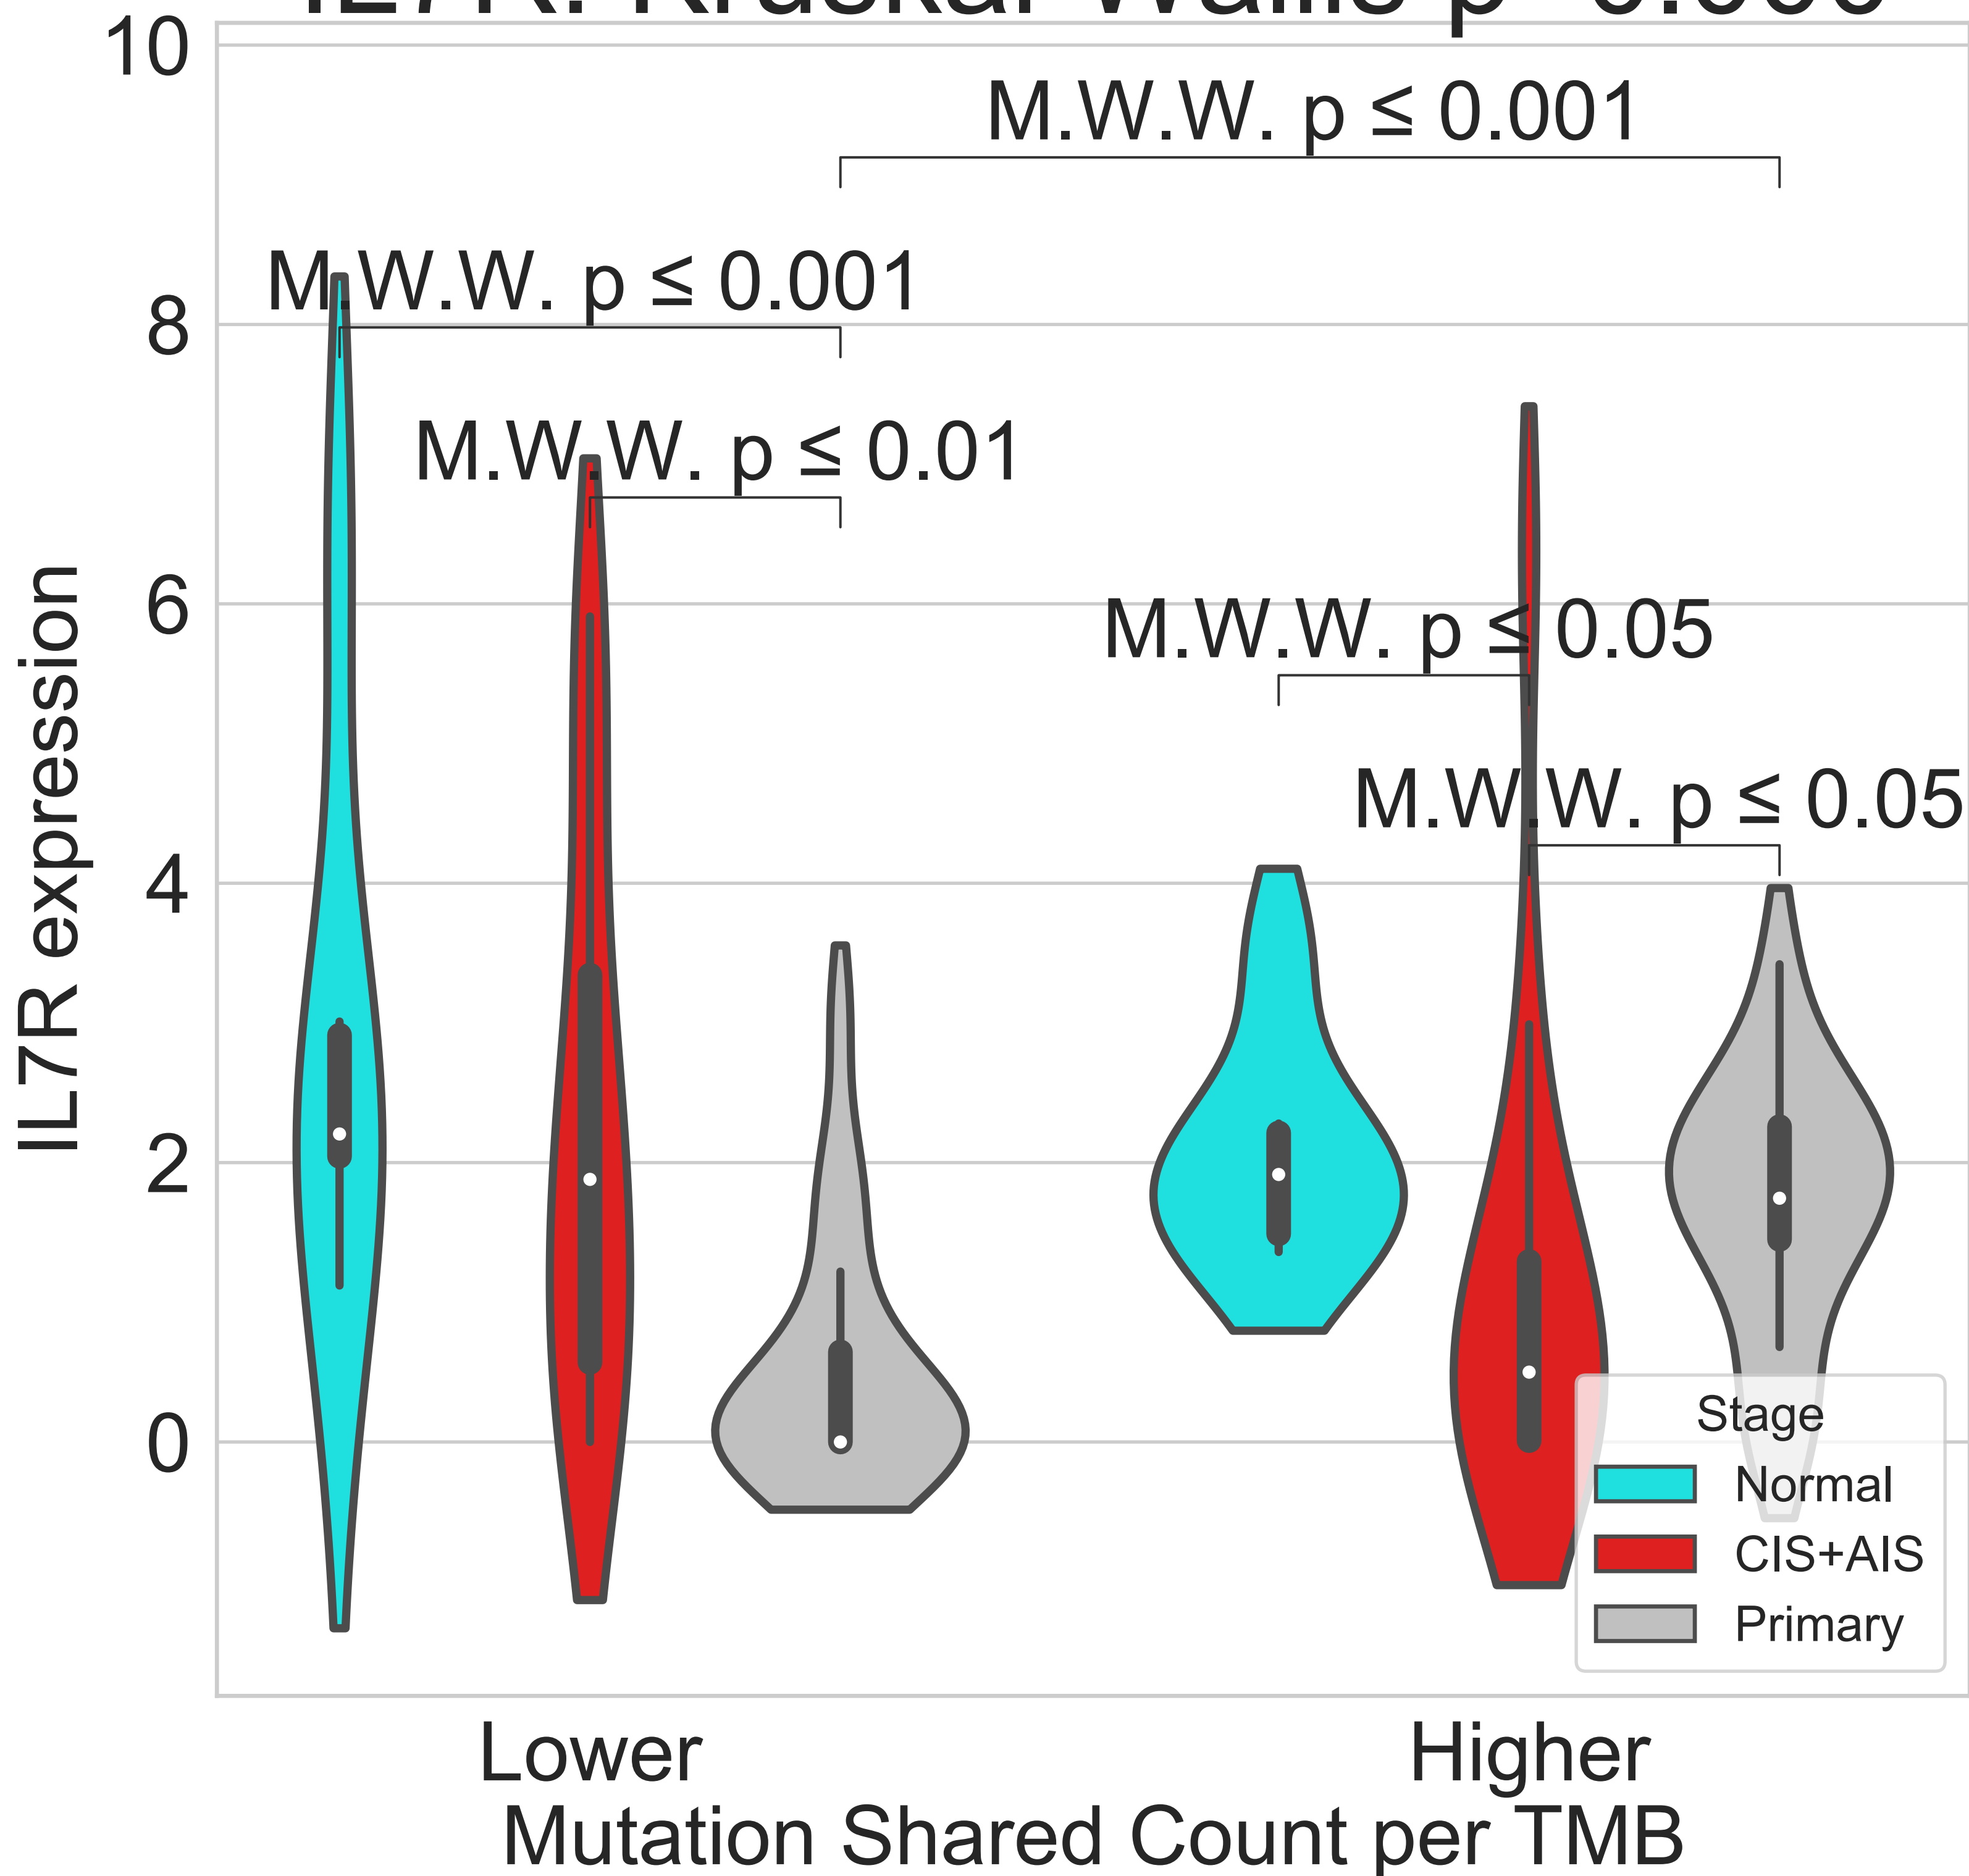 10
M.W.W. p ≤ 0.001
M.W.W. p ≤ 0.001
8
M.W.W. p ≤ 0.01
6
M.W.W. p ≤ 0.05
M.W.W. p ≤ 0.05
4
IL7R expression
2
0
Stage
Normal
CIS+AIS
Primary
Lower
Higher
Mutation Shared Count per TMB